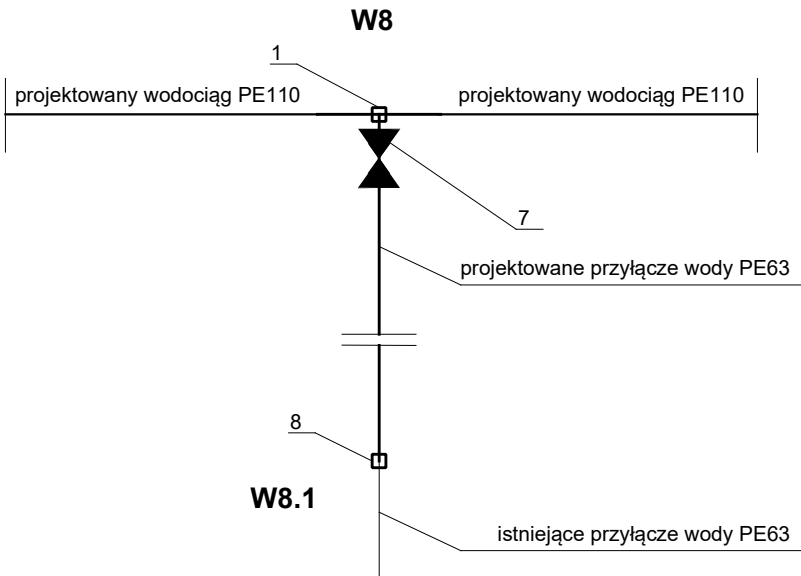 W8
1
projektowany wodociąg PE110
projektowany wodociąg PE110
7
projektowane przyłącze wody PE63
8
W8.1
istniejące przyłącze wody PE63